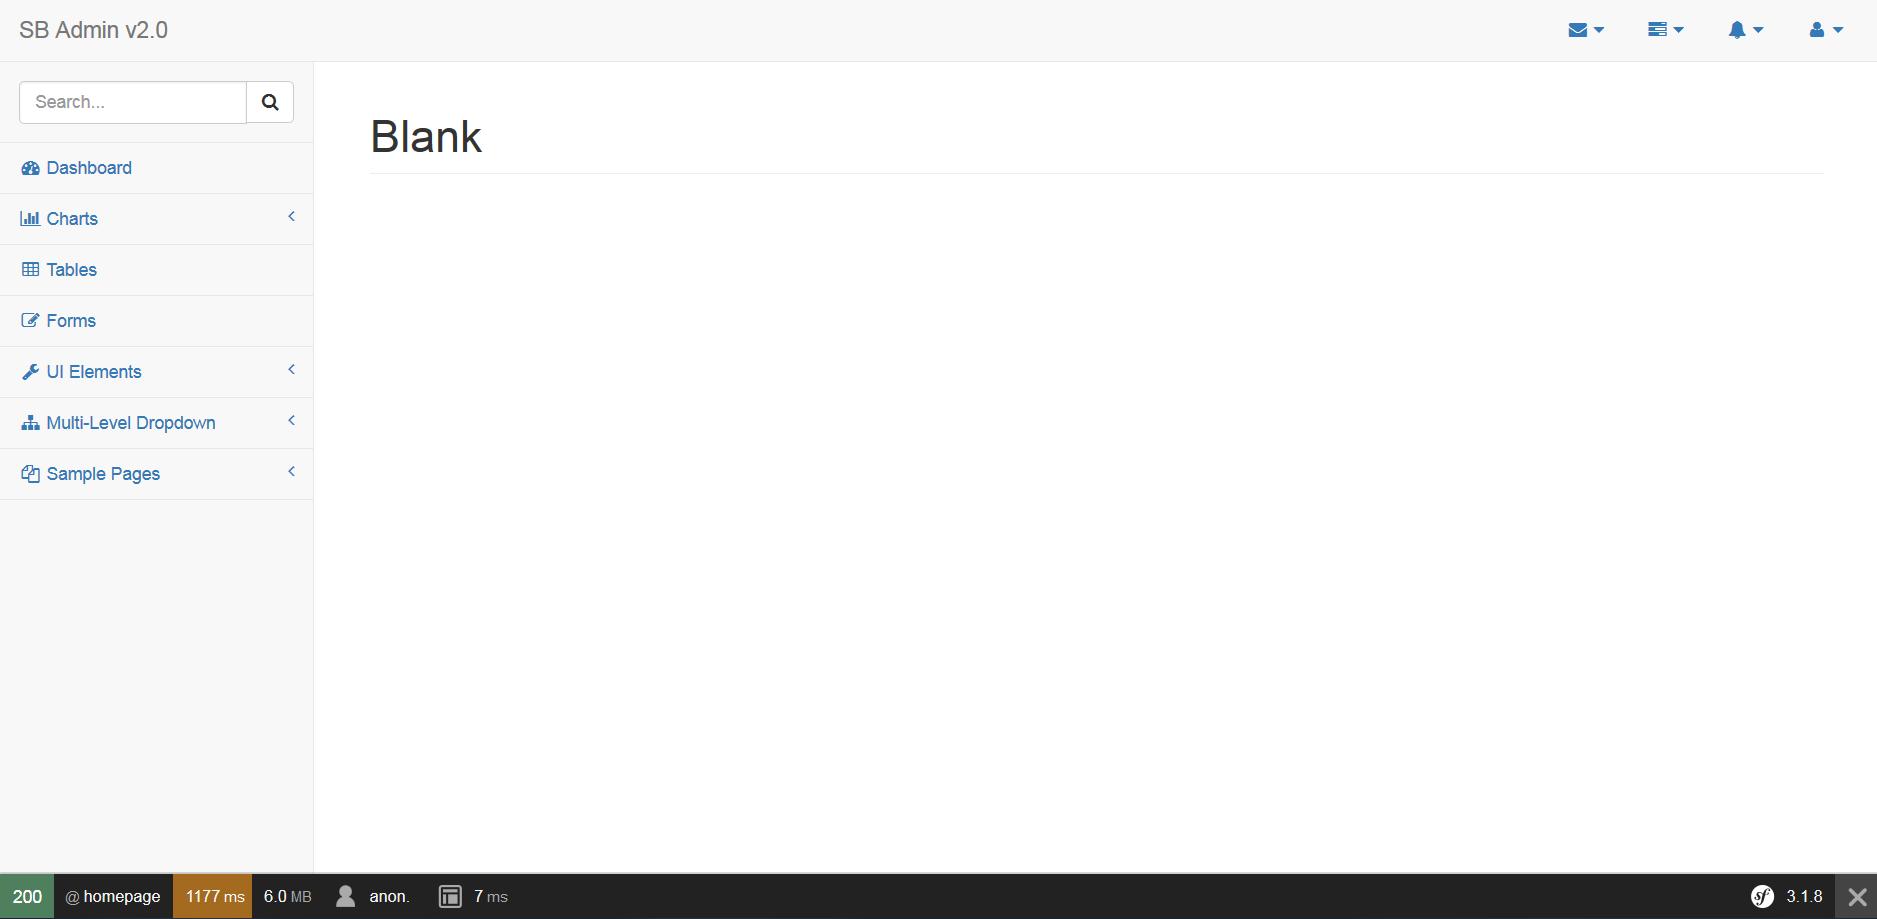 SB Admin v2.0
Search...
Dashboard
Charts
Tables
Forms
UI Elements
Multi-Level Dropdown
Sample Pages
Blank
200 @ homepage 1177 ms 6.0 MB anon. 7 ms sf 3.1.8